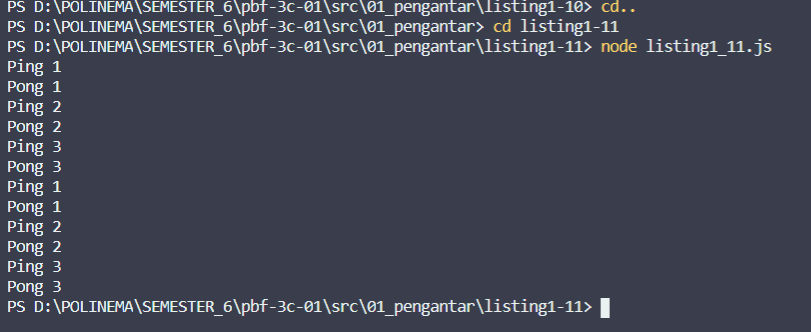 PS D:\POLINEMA\SEMESTER_6\pbf-3c-01\src\01_pengantar\listing1-10> cd..
PS D:\POLINEMA\SEMESTER_6\pbf-3c-01\src\01_pengantar> cd listing1-11
PS D:\POLINEMA\SEMESTER_6\pbf-3c-01\src\01_pengantar\listing1-11> node listing1_11.js
Ping 1
Pong 1
Ping 2
Pong 2
Ping 3
Pong 3
Ping 1
Pong 1
Ping 2
Pong 2
Ping 3
Pong 3
PS D:\POLINEMA\SEMESTER_6\pbf-3c-01\src\01_pengantar\listing1-11>